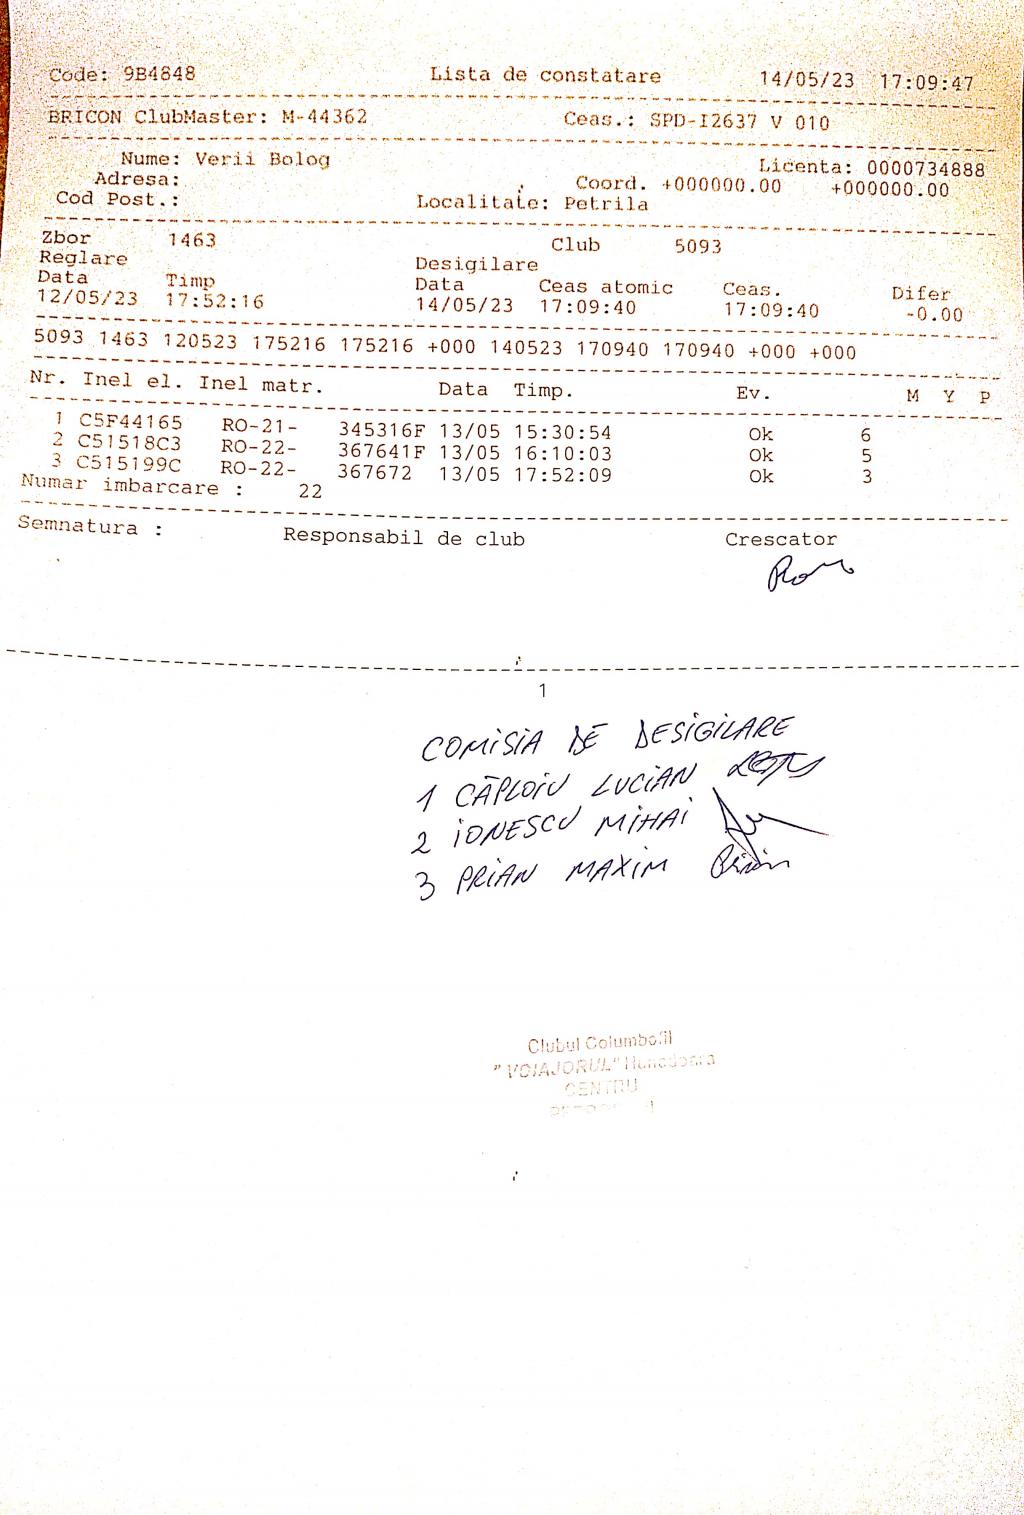 Code: 9B4848 Lista de constatare 14/05/23 17:09:47
BRICON ClubMaster: M-44362 Ceas.: SPD-I2637 V 010
Nume: Verii Bolog Licenta: 0000734888
Adresa: Coord. +000000.00 +000000.00
Cod Post.: Localitate: Petrila
Zbor 1463 Club 5093
Reglare Desigilare
Data Timp Data Ceas atomic Ceas. Difer
12/05/23 17:52:16 14/05/23 17:09:40 17:09:40 -0.00
5093 1463 120523 175216 175216 +000 140523 170940 170940 +000 +000
Nr. Inel el. Inel matr. Data Timp. Ev. M Y P
1 C5F44165 RO-21- 345316F 13/05 15:30:54 Ok 6
2 C51518C3 RO-22- 367641F 13/05 16:10:03 Ok 5
3 C515199C RO-22- 367672 13/05 17:52:09 Ok 3
Numar imbarcare : 22
Semnatura : Responsabil de club Crescator
1
COMISIA DE DESIGILARE
1 CĂPLOIU LUCIAN
2 IONESCU MIHAI
3 PRIAN MAXIM
Clubul Columbofil
"VOIAJORUL" Hunedoara
CENTRU